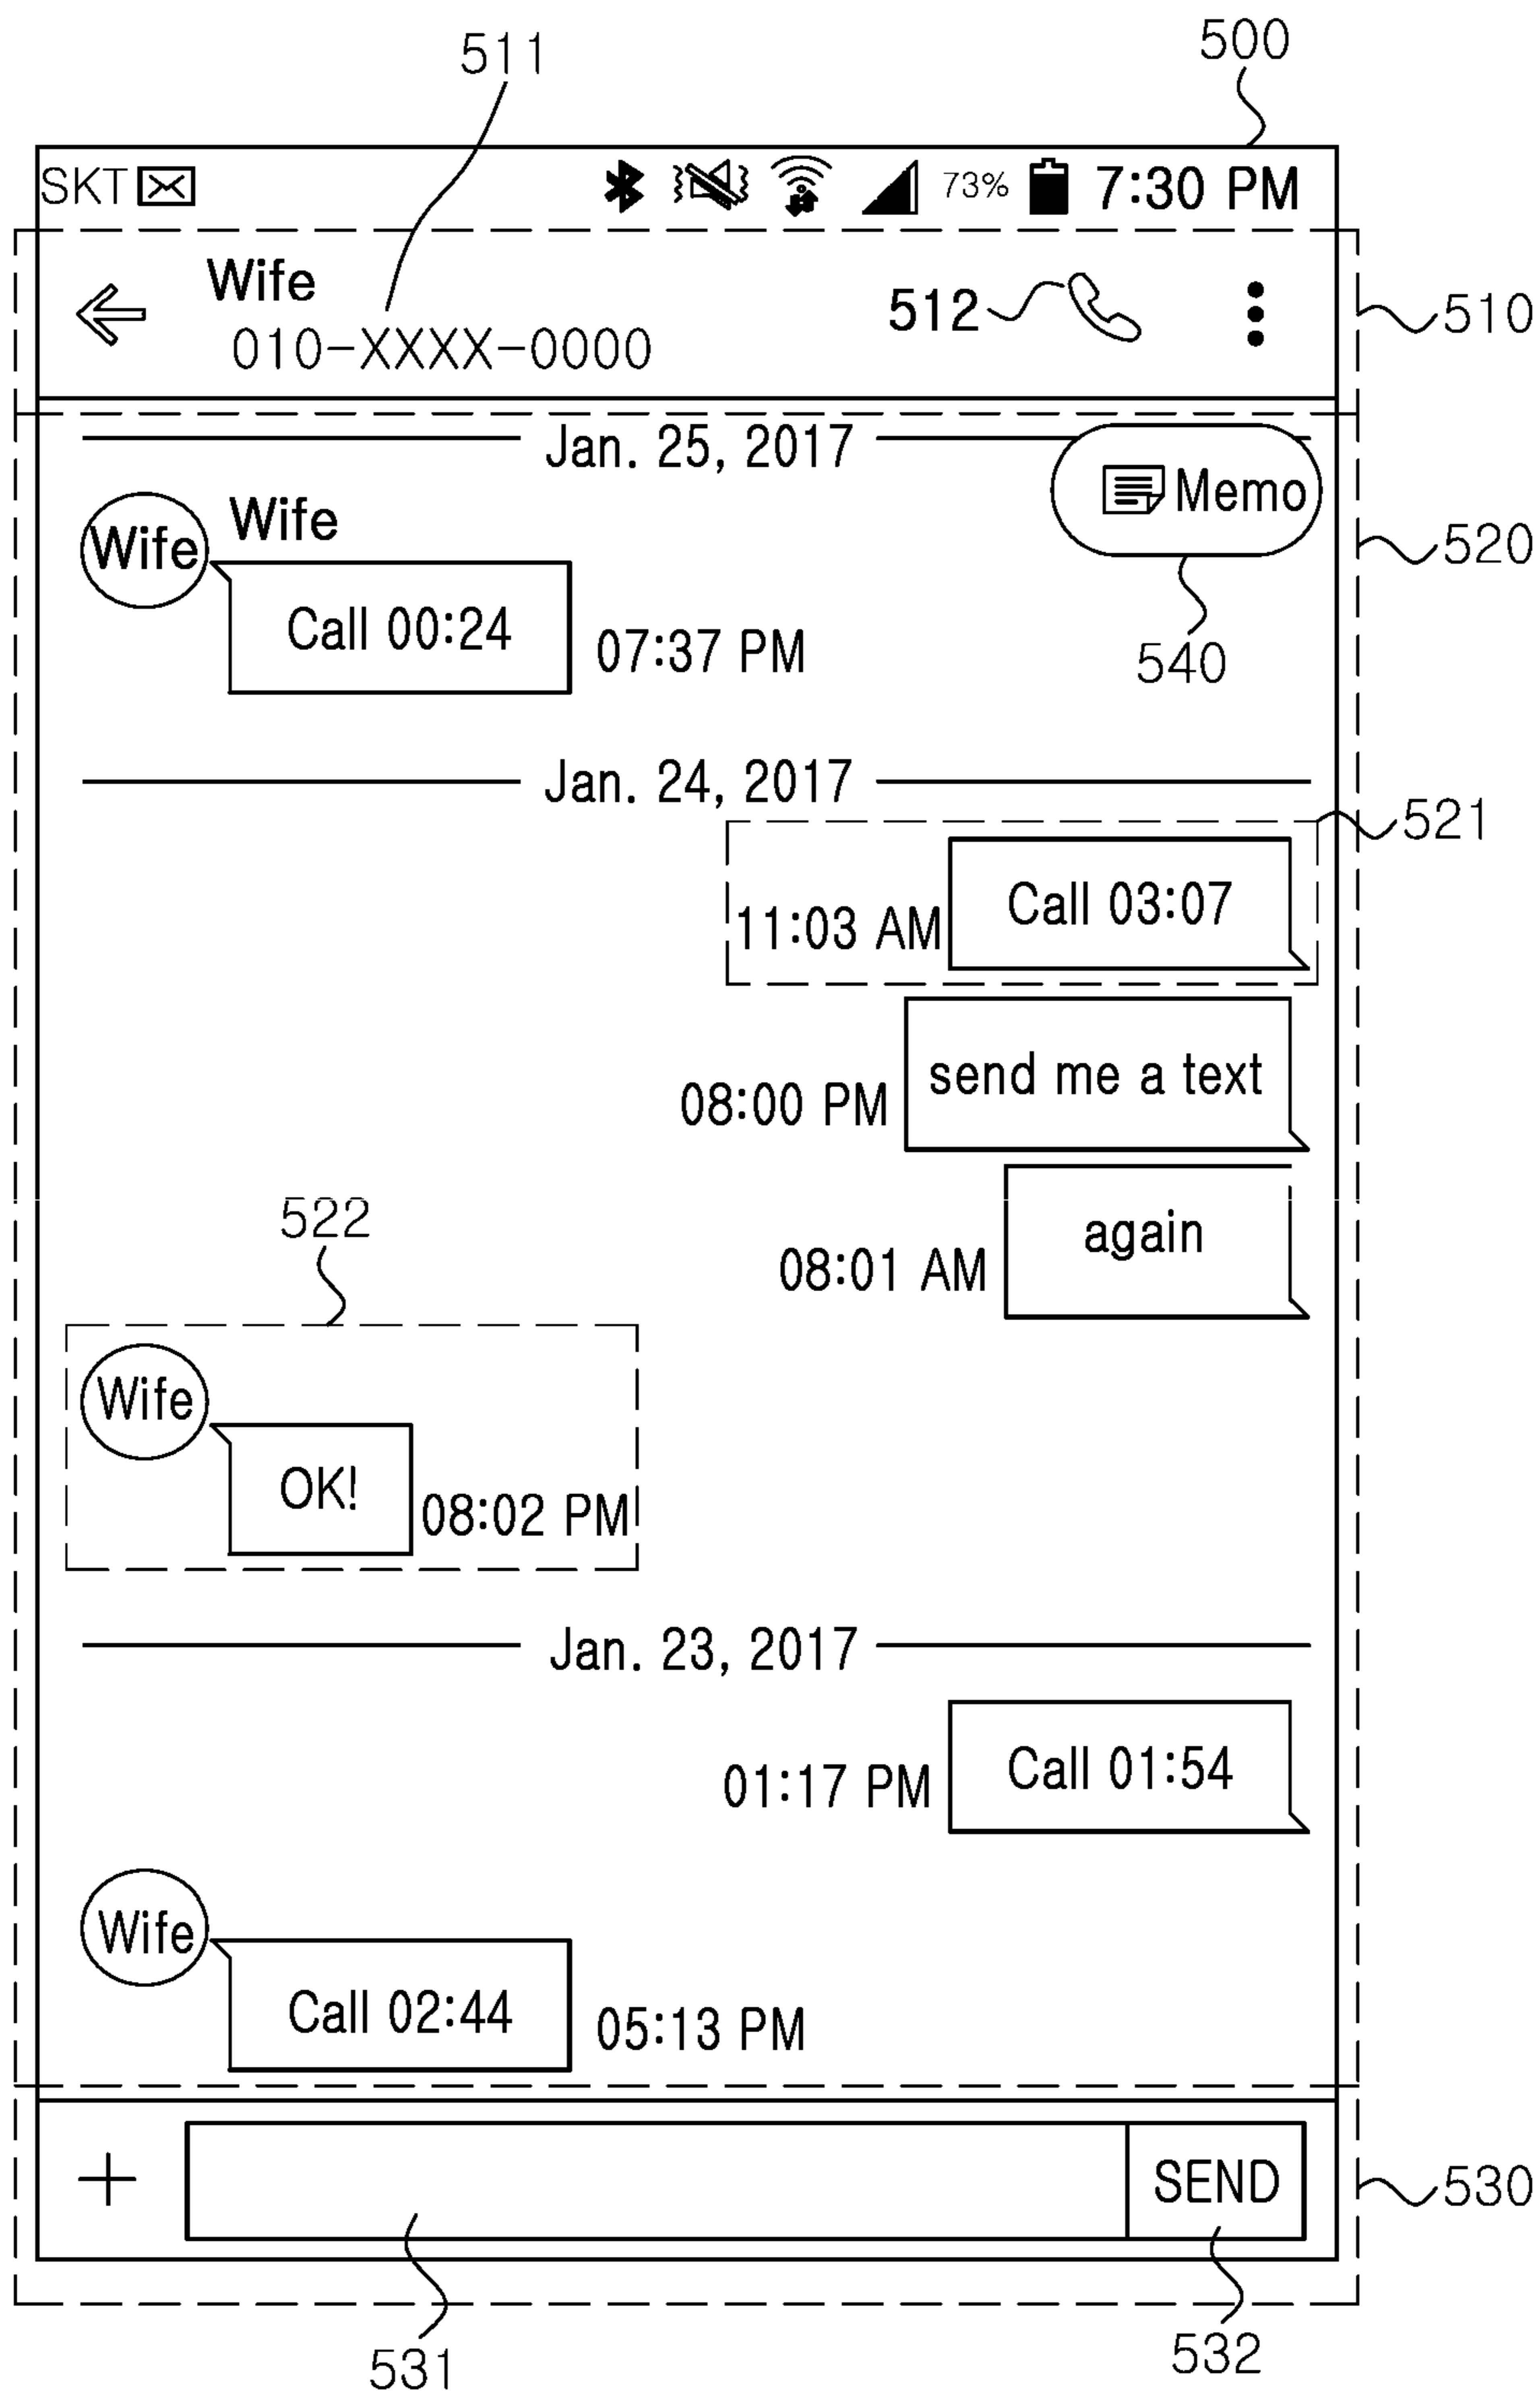 511
500
SKT 73% 7:30 PM
Wife
010-XXXX-0000
512
510
Jan. 25, 2017
Memo
Wife
Wife
520
Call 00:24
07:37 PM
540
Jan. 24, 2017
521
Call 03:07
11:03 AM
send me a text
08:00 PM
522
again
08:01 AM
Wife
OK!
08:02 PM
Jan. 23, 2017
Call 01:54
01:17 PM
Wife
Call 02:44
05:13 PM
+
SEND
530
531
532